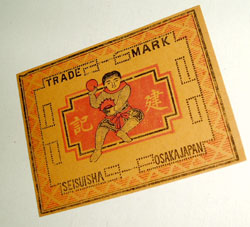 TRADE MARK
建
記
SEISUISHA
OSAKA JAPAN